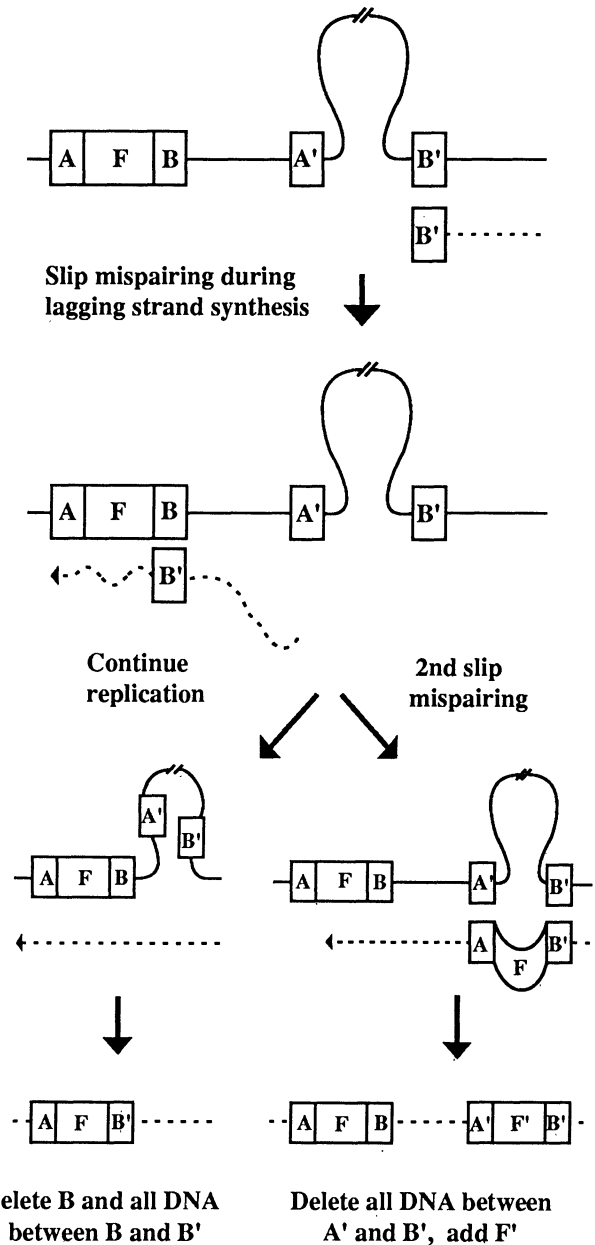 A F B A' B'
B'
Slip mispairing during
lagging strand synthesis
A F B A' B'
B'
Continue
replication
2nd slip
mispairing
A' B'
A F B
A F B A' B'
A F B'
A F B'
A F B A' F' B'
elete B and all DNA
between B and B'
Delete all DNA between
A' and B', add F'